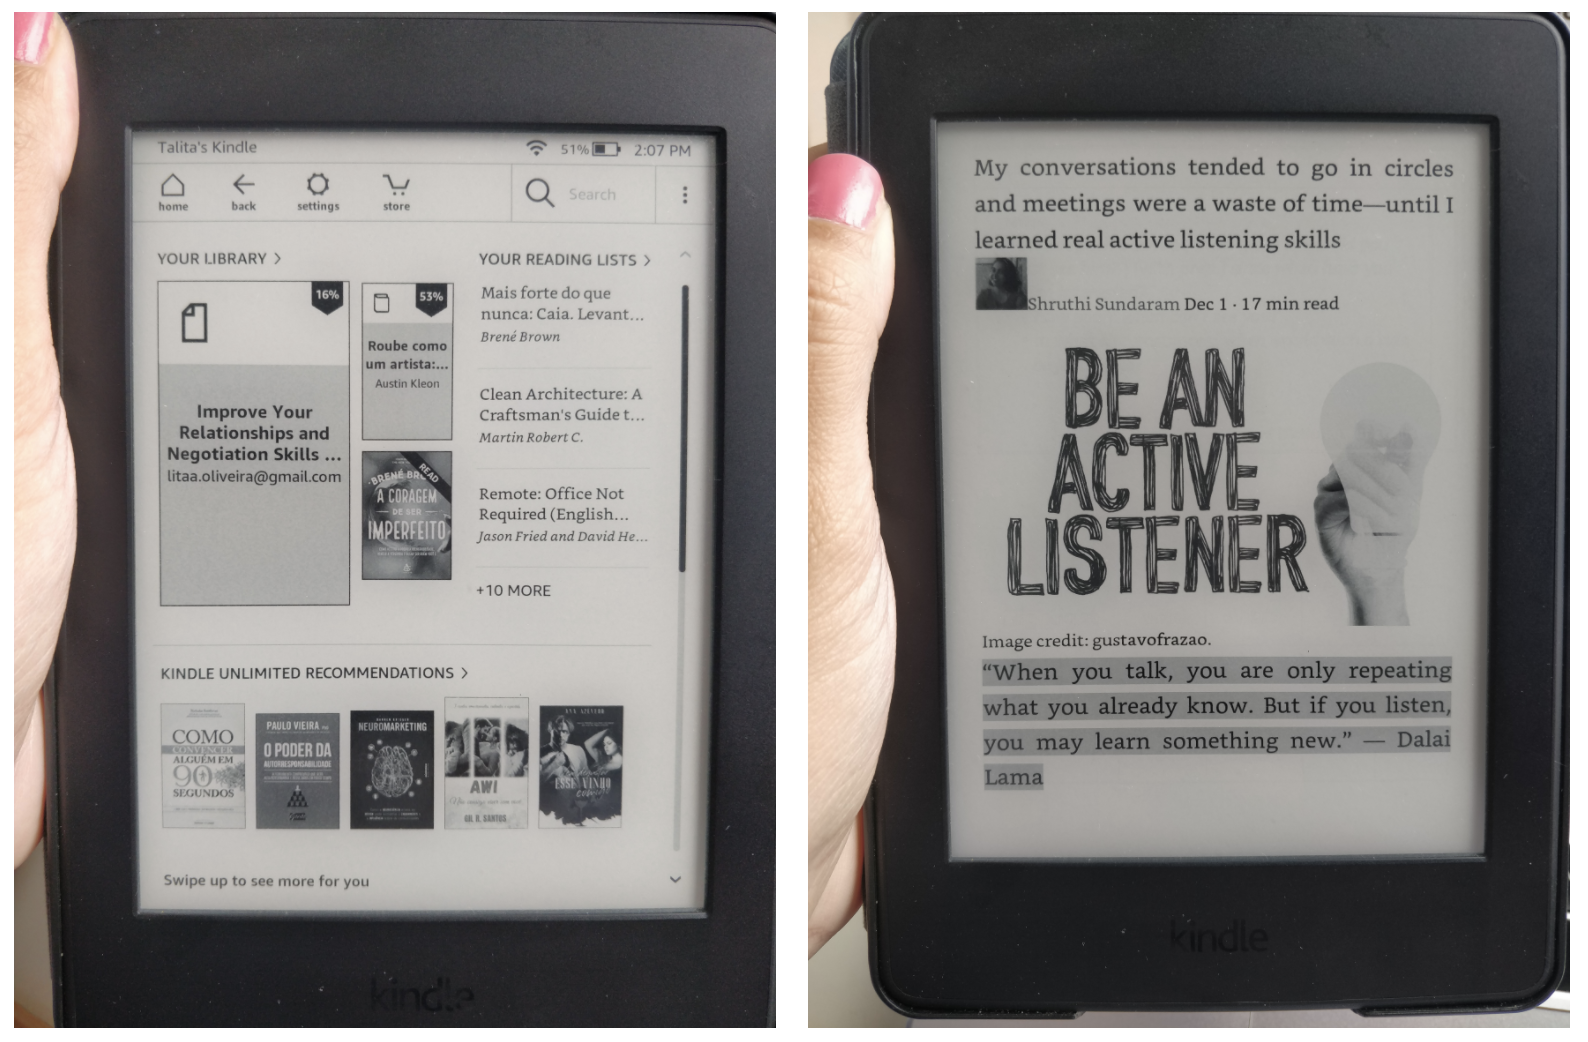 Talita's Kindle
51%
2:07 PM
home
back
settings
store
Search
YOUR LIBRARY >
16%
Improve Your
Relationships and
Negotiation Skills ...
litaa.oliveira@gmail.com
53%
Roube como
um artista:...
Austin Kleon
READ
BRENÉ BR
A CORAGEM
DE SER
IMPERFEITO
YOUR READING LISTS >
Mais forte do que
nunca: Caia. Levant...
Brené Brown
Clean Architecture: A
Craftsman's Guide t...
Martin Robert C.
Remote: Office Not
Required (English...
Jason Fried and David He...
+10 MORE
KINDLE UNLIMITED RECOMMENDATIONS >
COMO
CONVENCER
ALGUÉM EM
90
SEGUNDOS
PAULO VIEIRA
O PODER DA
AUTORRESPONSABILIDADE
NEUROMARKETING
AWI
GIL R. SANTOS
ANA AZEVEDO
ESSE VINHO
Swipe up to see more for you
kindle
My conversations tended to go in circles
and meetings were a waste of time—until I
learned real active listening skills
Shruthi Sundaram Dec 1 · 17 min read
BE AN
ACTIVE
LISTENER
Image credit: gustavofrazao.
“When you talk, you are only repeating
what you already know. But if you listen,
you may learn something new.” — Dalai
Lama
kindle